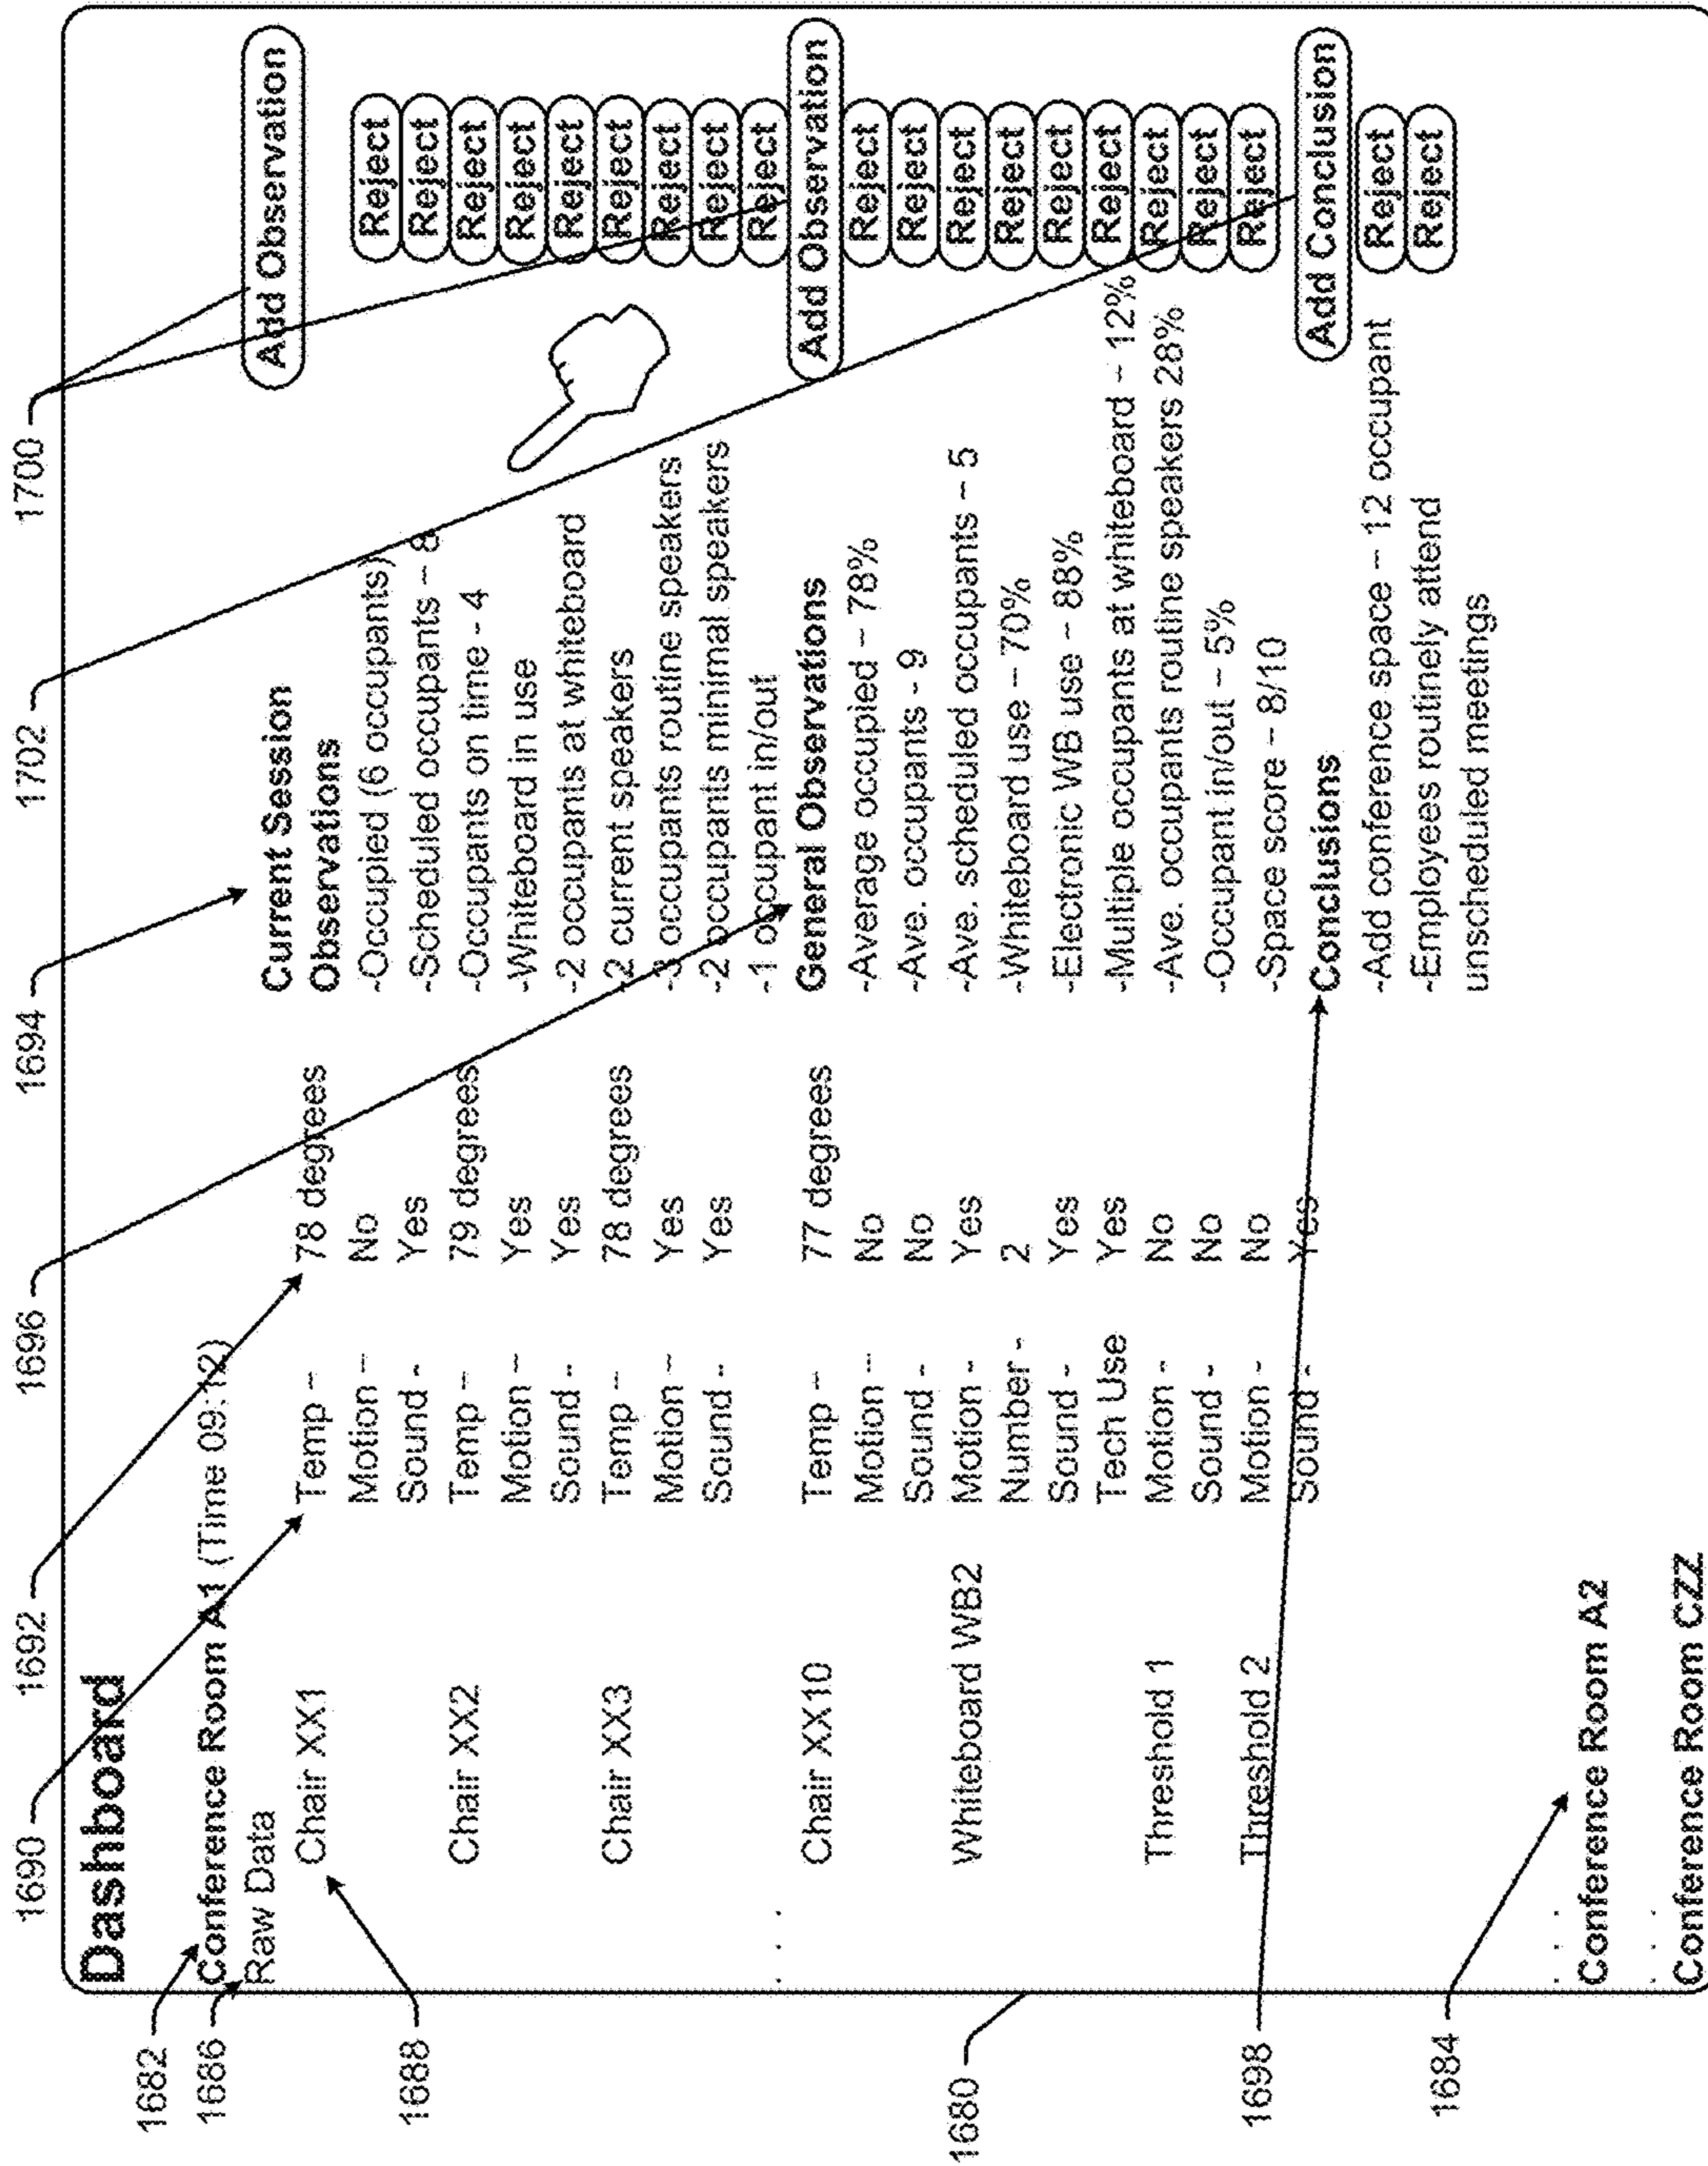 1690
1692
1696
1694
1702
1700
1682
1686
1688
1680
1698
1684
Dashboard
Conference Room A1 (Time 09:12)
Raw Data
Chair XX1 Temp – 78 degrees
Motion – No
Sound - Yes
Chair XX2 Temp – 79 degrees
Motion – Yes
Sound - Yes
Chair XX3 Temp – 78 degrees
Motion – Yes
Sound - Yes
. . .
Chair XX10 Temp – 77 degrees
Motion – No
Sound - No
Whiteboard WB2 Motion - Yes
Number - 2
Sound - Yes
Tech Use Yes
Threshold 1 Motion - No
Sound - No
Threshold 2 Motion - No
Sound - Yes
. . .
Conference Room A2
. . .
Conference Room CZZ
Current Session Add Observation
Observations
-Occupied (6 occupants) Reject
-Scheduled occupants – 8 Reject
-Occupants on time - 4 Reject
-Whiteboard in use Reject
-2 occupants at whiteboard Reject
-2 current speakers Reject
-3 occupants routine speakers Reject
-2 occupants minimal speakers Reject
-1 occupant in/out Reject
General Observations Add Observation
-Average occupied – 78% Reject
-Ave. occupants - 9 Reject
-Ave. scheduled occupants – 5 Reject
-Whiteboard use – 70% Reject
-Electronic WB use – 88% Reject
-Multiple occupants at whiteboard – 12% Reject
-Ave. occupants routine speakers 28% Reject
-Occupant in/out – 5% Reject
-Space score – 8/10 Reject
Conclusions Add Conclusion
-Add conference space – 12 occupant Reject
-Employees routinely attend Reject
unscheduled meetings